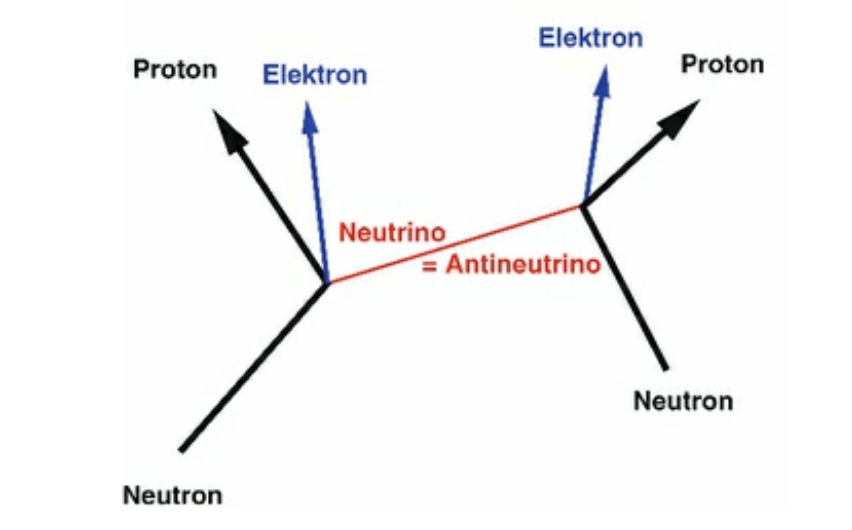 Elektron
Proton
Proton
Elektron
Neutrino
= Antineutrino
Neutron
Neutron